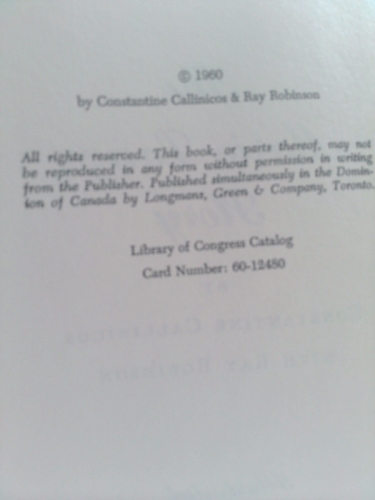 © 1960
by Constantine Callinicos & Ray Robinson
All rights reserved. This book, or parts thereof, may not
be reproduced in any form without permission in writing
from the Publisher. Published simultaneously in the Domin-
ion of Canada by Longmans, Green & Company, Toronto.
Library of Congress Catalog
Card Number: 60-12480